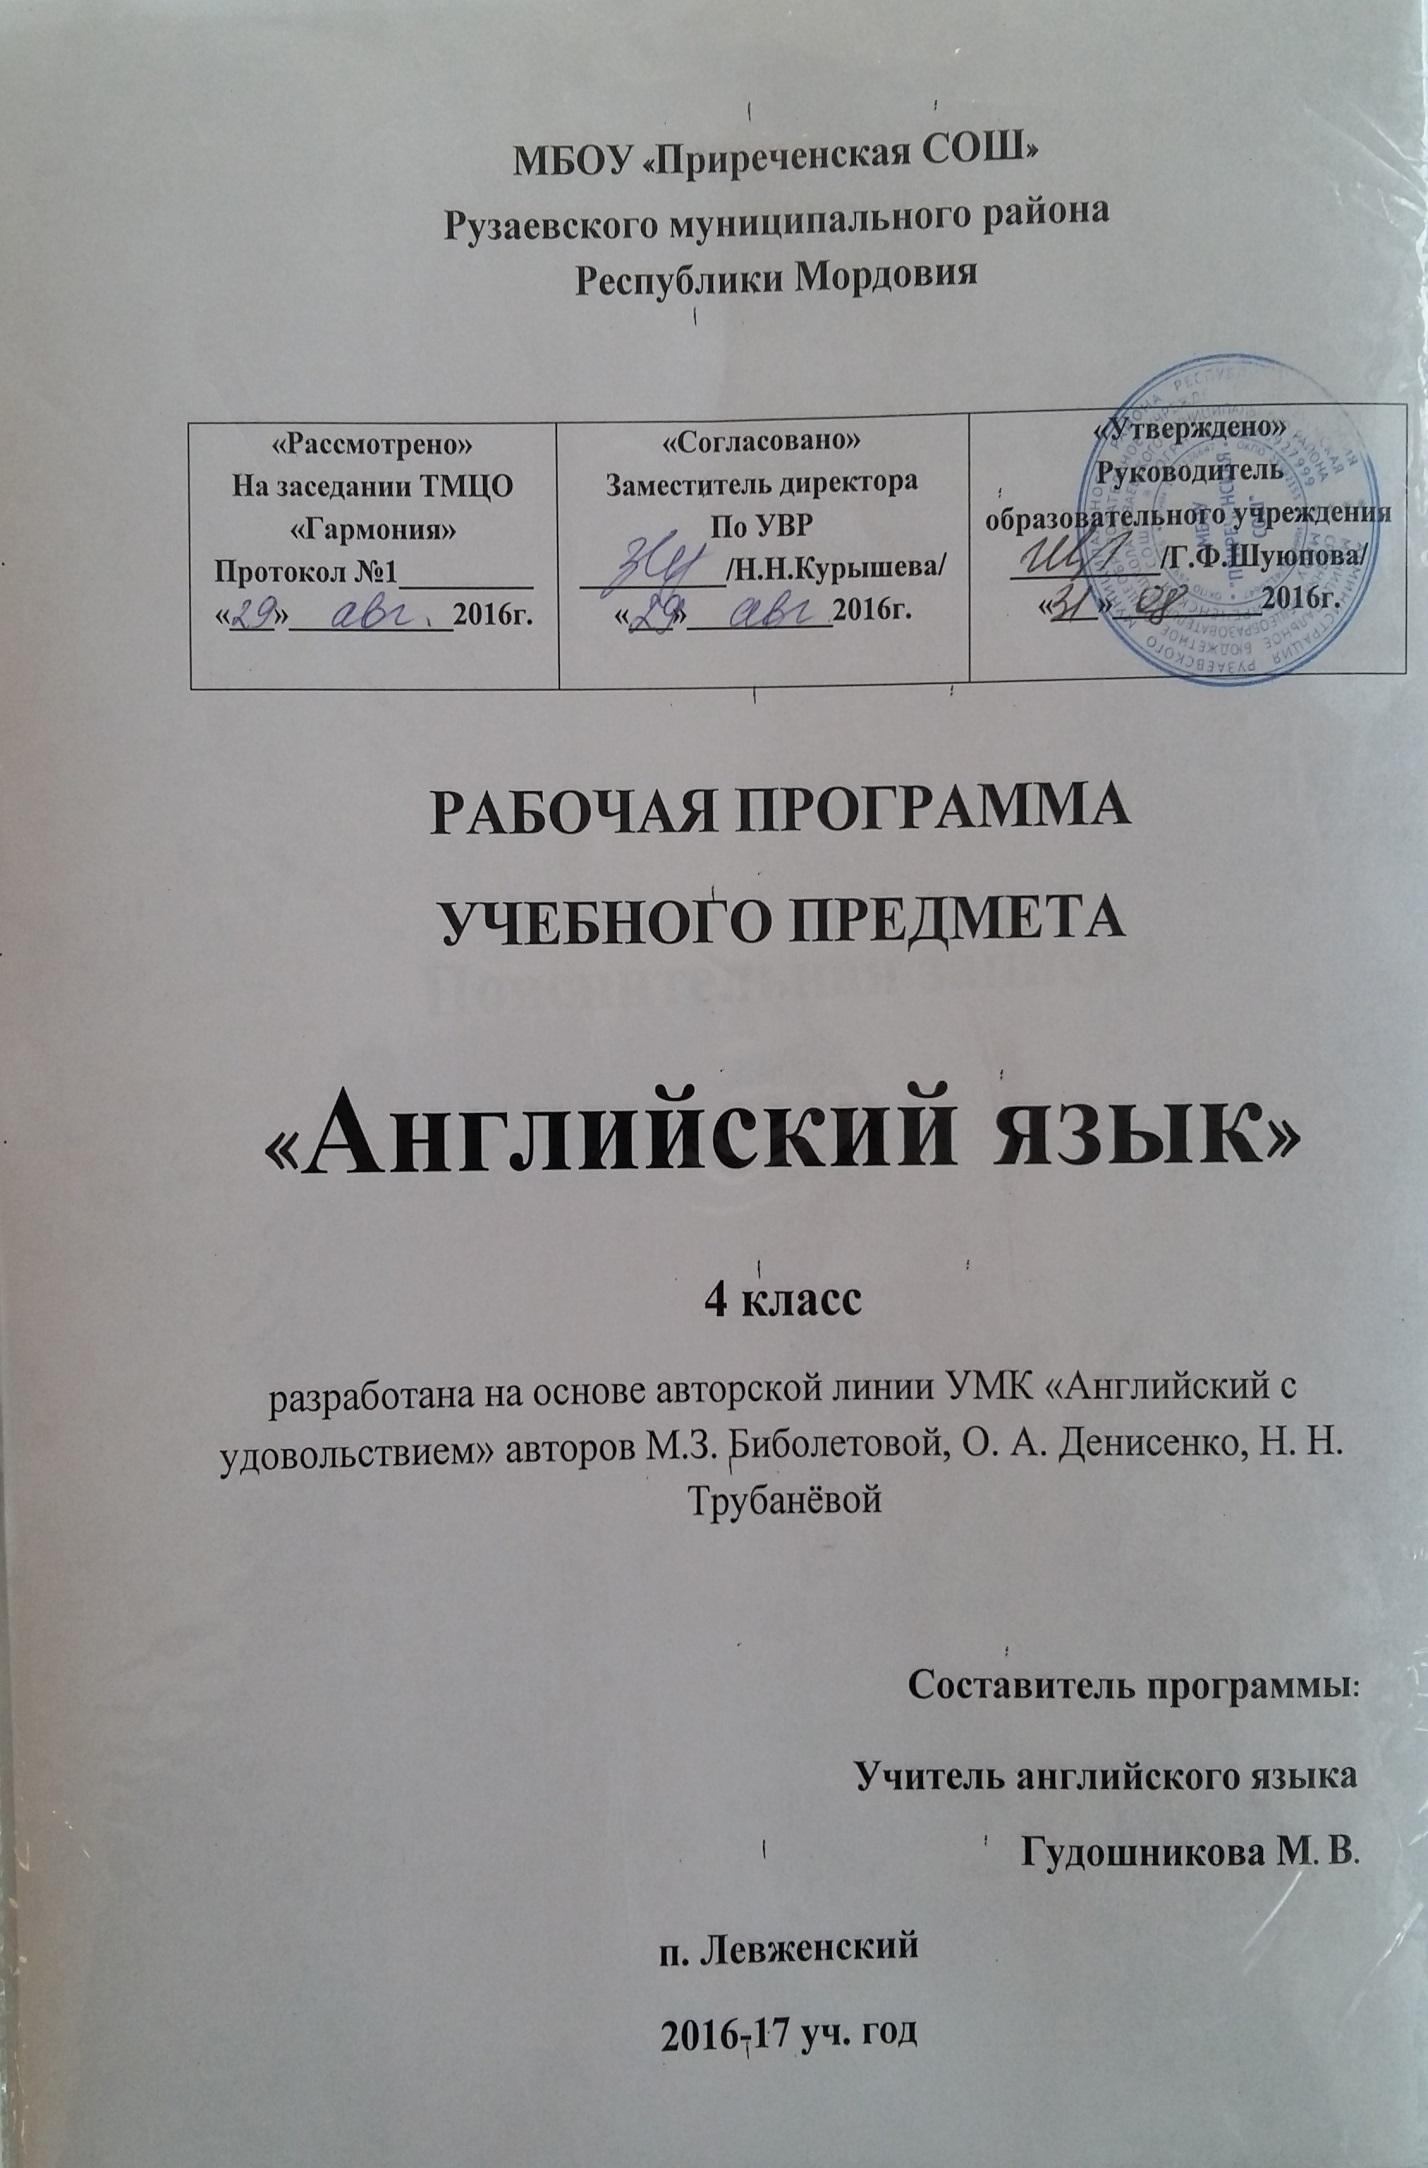 МБОУ «Приреченская СОШ»
Рузаевского муниципального района
Республики Мордовия
«Рассмотрено»
На заседании ТМЦО
«Гармония»
Протокол №1__________
«29» авг. 2016г.
«Согласовано»
Заместитель директора
По УВР
/Н.Н.Курышева/
«29» авг 2016г.
«Утверждено»
Руководитель
образовательного учреждения
/Г.Ф.Шуюпова/
«31» 08 2016г.
РАБОЧАЯ ПРОГРАММА
УЧЕБНОГО ПРЕДМЕТА
«Английский язык»
4 класс
разработана на основе авторской линии УМК «Английский с
удовольствием» авторов М.З. Биболетовой, О. А. Денисенко, Н. Н.
Трубанёвой
Составитель программы:
Учитель английского языка
Гудошникова М. В.
п. Левженский
2016-17 уч. год